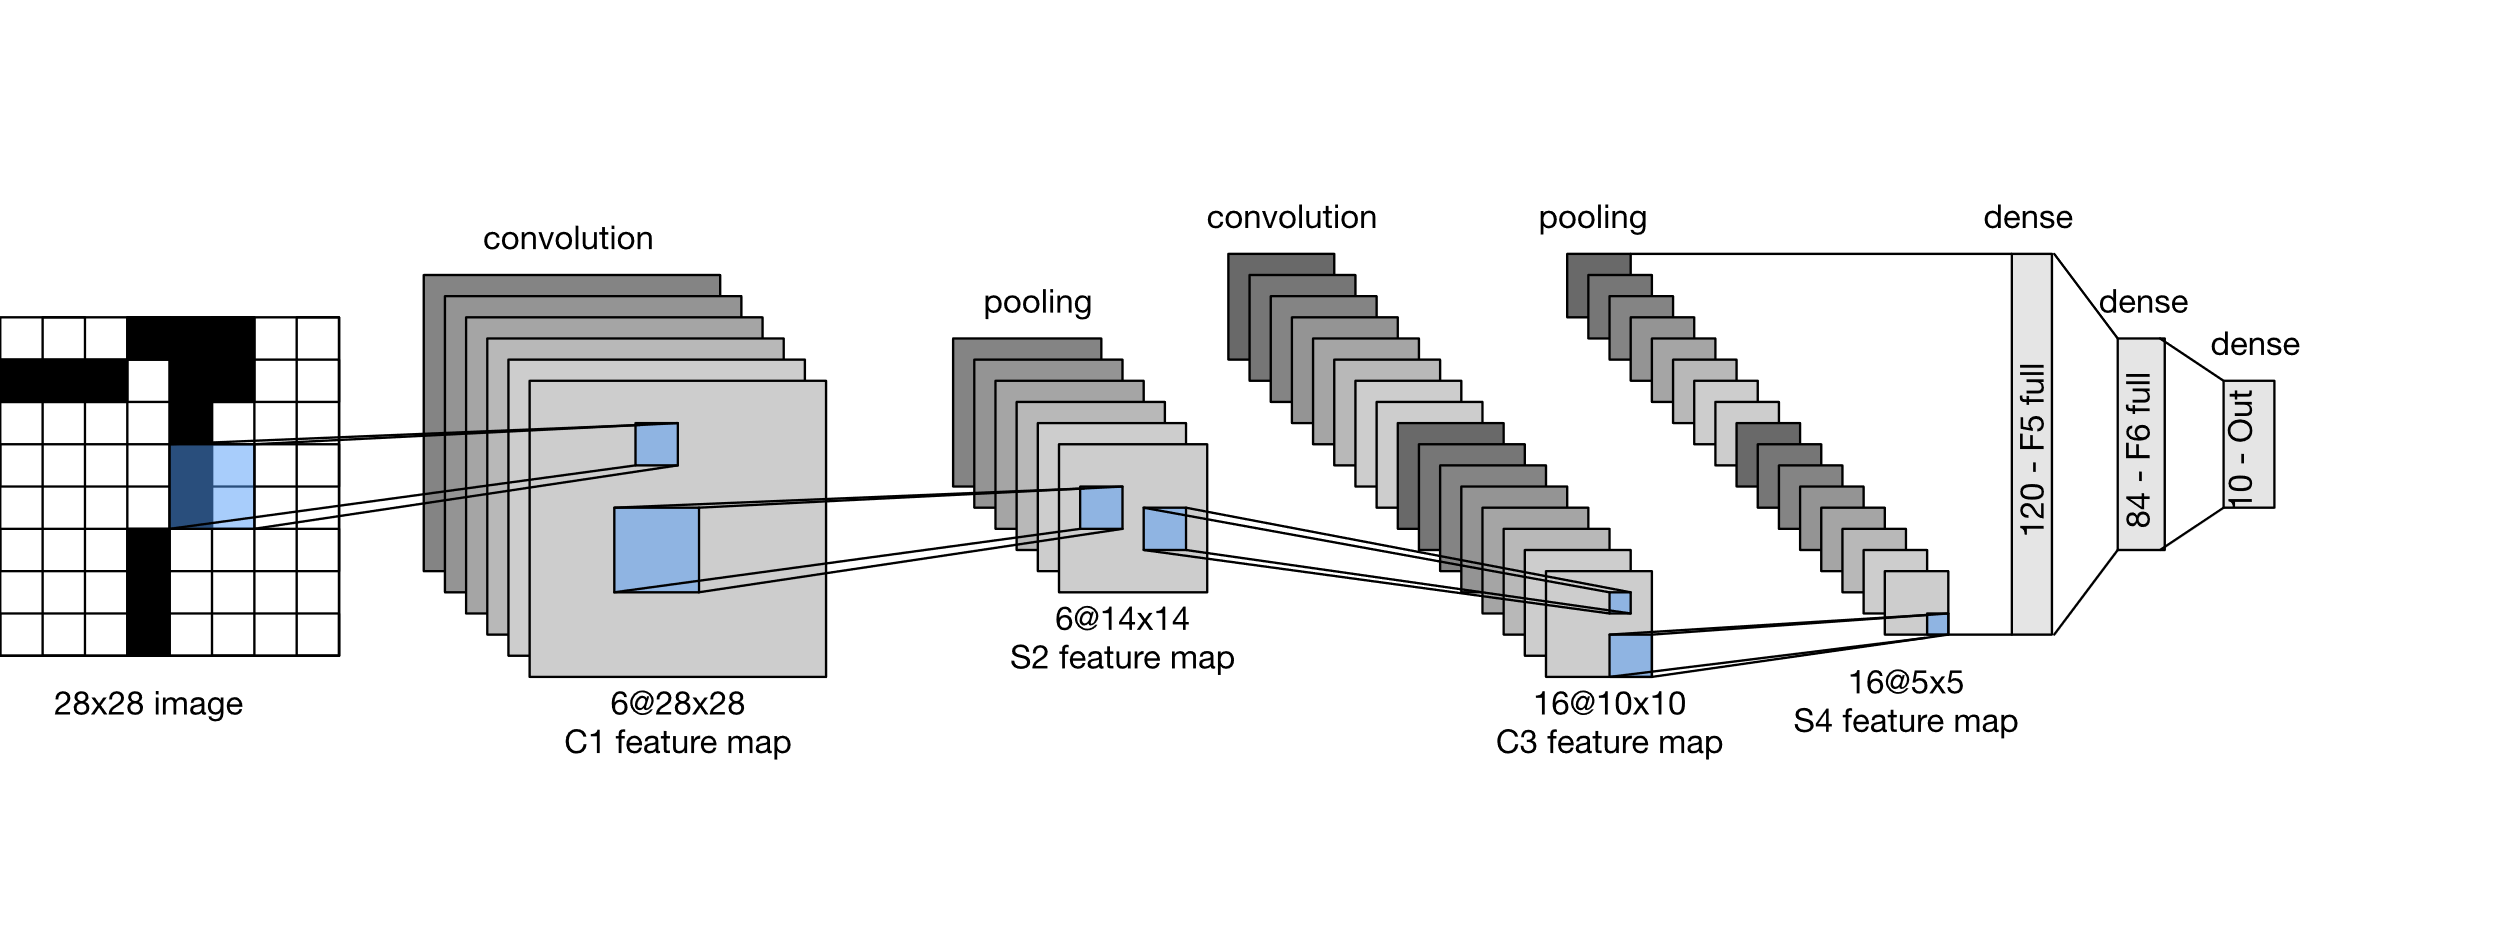 convolution
convolution
pooling
dense
pooling
dense
dense
28x28 image
6@28x28
C1 feature map
6@14x14
S2 feature map
16@10x10
C3 feature map
16@5x5
S4 feature map
120 - F5 full
84 - F6 full
10 - Out